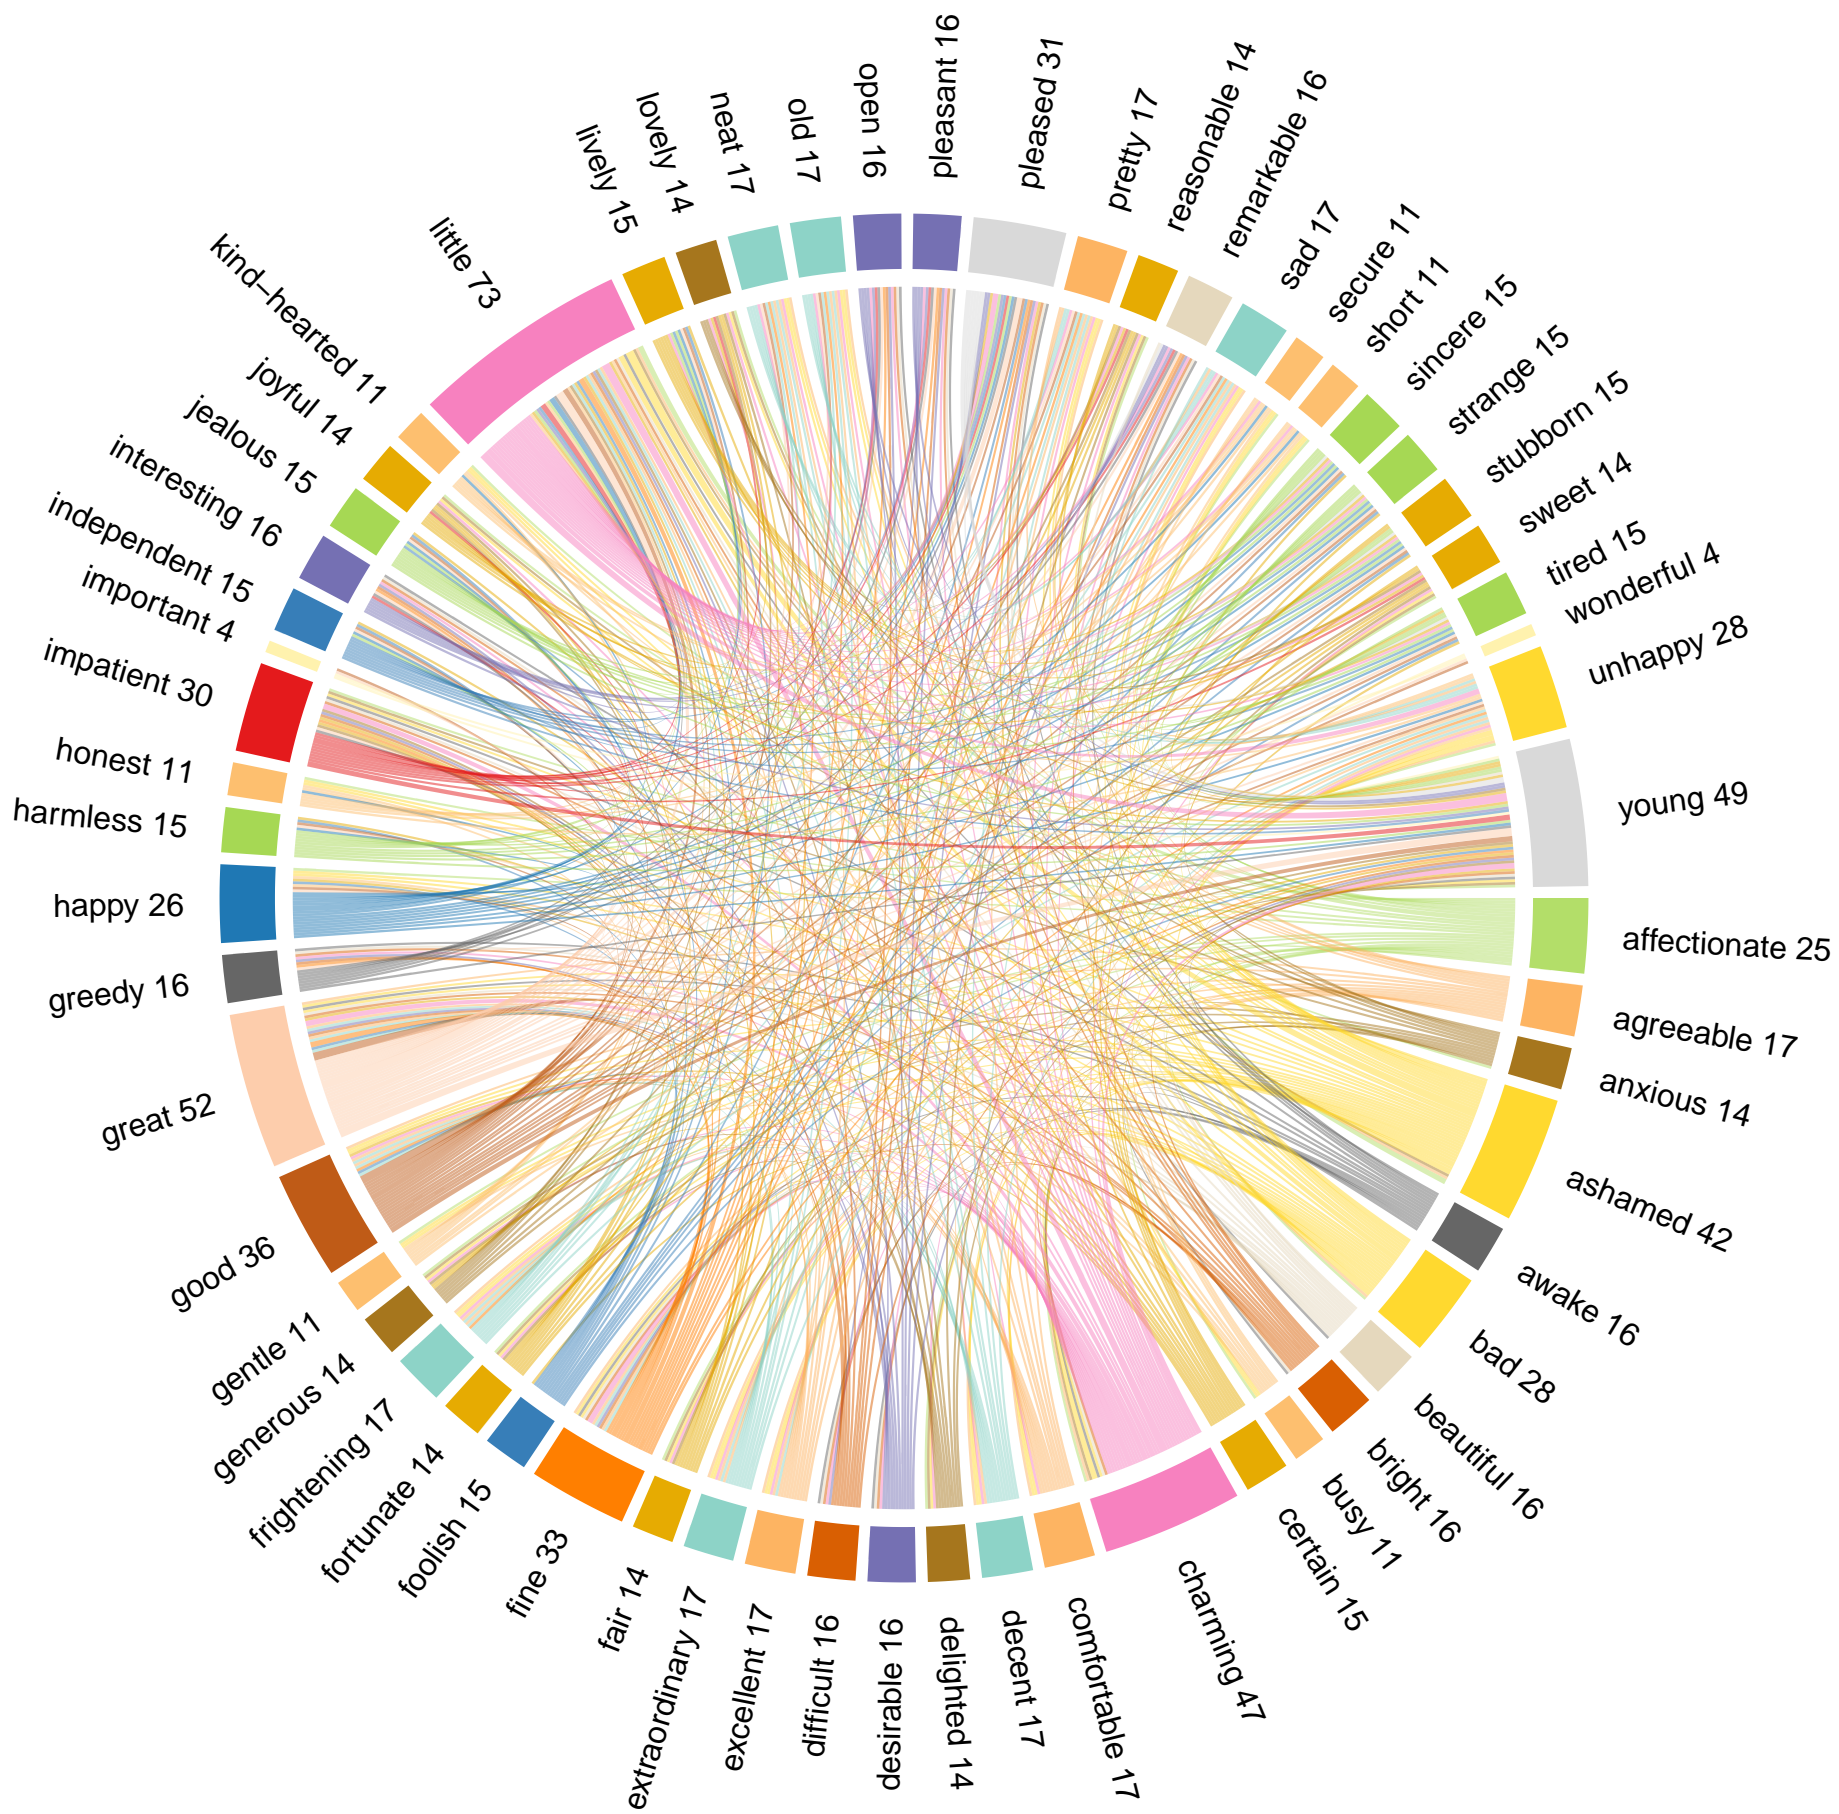 pleasant 16
pleased 31
pretty 17
reasonable 14
remarkable 16
sad 17
secure 11
short 11
sincere 15
strange 15
stubborn 15
sweet 14
tired 15
wonderful 4
unhappy 28
young 49
affectionate 25
agreeable 17
anxious 14
ashamed 42
awake 16
bad 28
beautiful 16
bright 16
busy 11
certain 15
charming 47
comfortable 17
decent 17
delighted 14
desirable 16
difficult 16
excellent 17
extraordinary 17
fair 14
fine 33
foolish 15
fortunate 14
frightening 17
generous 14
gentle 11
good 36
great 52
greedy 16
happy 26
harmless 15
honest 11
impatient 30
important 4
independent 15
interesting 16
jealous 15
joyful 14
kind–hearted 11
little 73
lively 15
lovely 14
neat 17
old 17
open 16